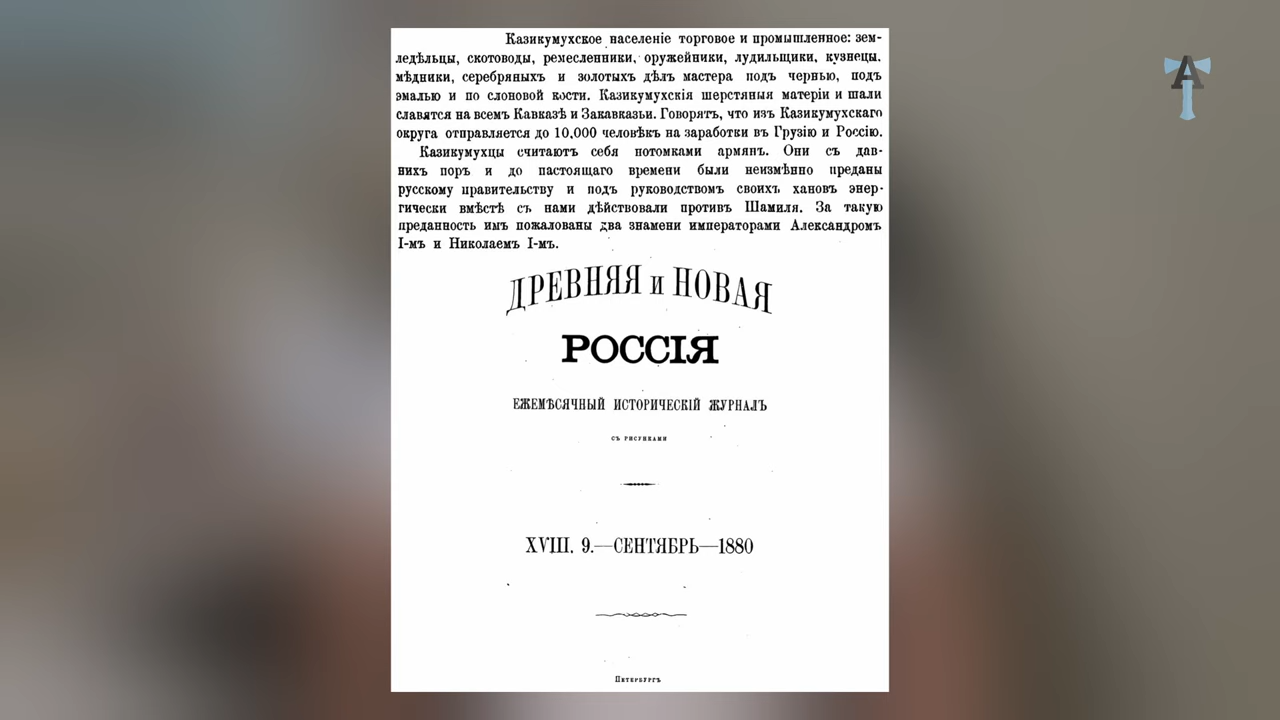 Казикумухское населеніе торговое и промышленное: зем-
ледѣльцы, скотоводы, ремесленники, оружейники, лудильщики, кузнецы,
мѣдники, серебряныхъ и золотыхъ дѣлъ мастера подъ чернью, подъ
эмалью и по слоновой кости. Казикумухскія шерстяныя матеріи и шали
славятся на всемъ Кавказѣ и Закавказьи. Говорятъ, что изъ Казикумухскаго
округа отправляется до 10,000 человѣкъ на заработки въ Грузію и Россію.
Казикумухцы считаютъ себя потомками армянъ. Они съ дав-
нихъ поръ и до настоящаго времени были неизмѣнно преданы
русскому правительству и подъ руководствомъ своихъ хановъ энер-
гически вмѣстѣ съ нами дѣйствовали противъ Шамиля. За такую
преданность имъ пожалованы два знамени императорами Александромъ
I-мъ и Николаемъ I-мъ.
ДРЕВНЯЯ и НОВАЯ
РОССІЯ
ЕЖЕМѢСЯЧНЫЙ ИСТОРИЧЕСКІЙ ЖУРНАЛЪ
СЪ РИСУНКАМИ
XVIII. 9.—СЕНТЯБРЬ—1880
ПЕТЕРБУРГЪ